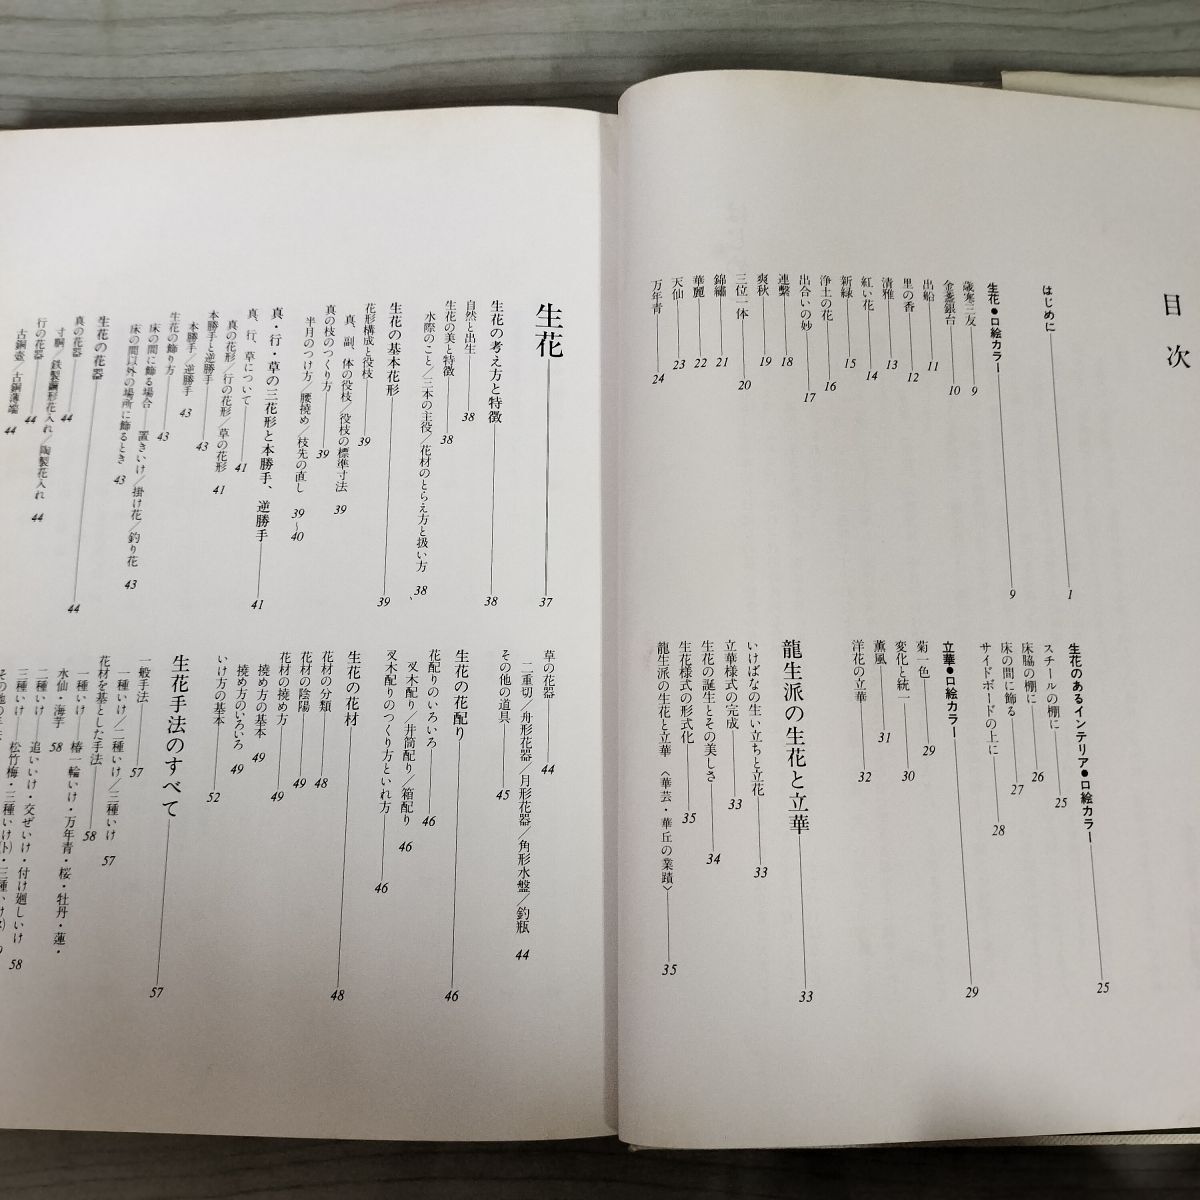 目次
はじめに 1
生花●口絵カラー 9
歳寒三友 9
金盞銀台 10
出船 11
里の香 12
清雅 13
紅い花 14
新緑 15
浄土の花 16
出合いの妙 17
連繋 18
爽秋 19
三位一体 20
錦繡 21
華麗 22
天仙 23
万年青 24
生花のあるインテリア●口絵カラー 25
スチールの棚に 25
床脇の棚に 26
床の間に飾る 27
サイドボードの上に 28
立華●口絵カラー 29
菊一色 29
変化と統一 30
薫風 31
洋花の立華 32
龍生派の生花と立華 33
いけばなの生い立ちと立花 33
立華様式の完成 33
生花の誕生とその美しさ 34
生花様式の形式化 35
龍生派の生花と立華〈華芸・華丘の業蹟〉 35
生花 37
生花の考え方と特徴 38
自然と出生 38
生花の美と特徴 38
水際のこと/三本の主役/花材のとらえ方と扱い方 38
生花の基本花形 39
花形構成と役枝 39
真、副、体の役枝/役枝の標準寸法 39
真の枝のつくり方 39
半月のつけ方/腰撓め/枝先の直し 39〜40
真・行・草の三花形と本勝手、逆勝手 41
真、行、草について 41
真の花形/行の花形/草の花形 41
本勝手と逆勝手 43
本勝手/逆勝手 43
生花の飾り方 43
床の間に飾る場合 置きいけ/掛け花/釣り花 43
床の間以外の場所に飾るとき 43
生花の花器 44
真の花器 44
寸胴/鉄製鋼形花入れ/陶製花入れ 44
行の花器 44
古銅壺/古銅薄端 44
草の花器 44
二重切/舟形花器/月形花器/角形水盤/釣瓶 44
その他の道具 45
生花の花配り 46
花配りのいろいろ 46
叉木配り/井筒配り/箱配り 46
叉木配りのつくり方といれ方 46
生花の花材 48
花材の分類 48
花材の陰陽 49
花材の撓め方 49
撓め方の基本 49
撓め方のいろいろ 49
いけ方の基本 52
生花手法のすべて 57
一般手法 57
一種いけ/二種いけ/三種いけ 57
花材を基とした手法 58
一種いけ 椿一輪いけ・万年青・桜・牡丹・蓮・
水仙・海芋 58
二種いけ 追いいけ・交ぜいけ・付け廻しいけ 58
三種いけ 松竹梅・三種いけ(ト)・三種いけ